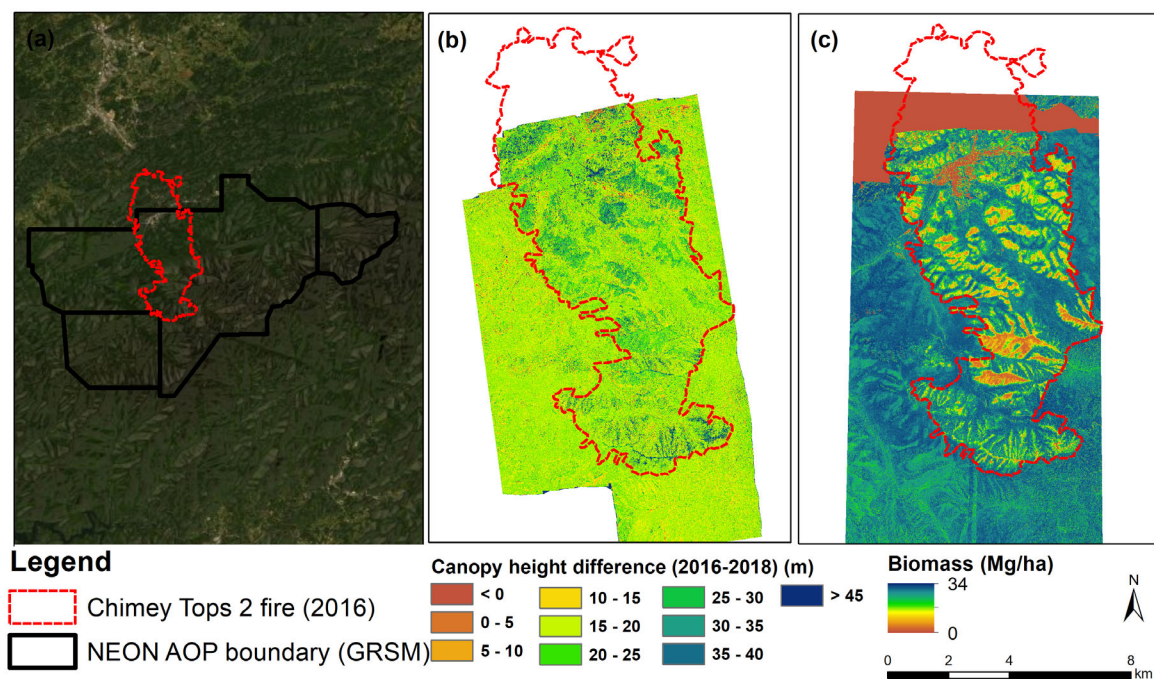 (a)
(b)
(c)
Legend
Chimey Tops 2 fire (2016)
NEON AOP boundary (GRSM)
Canopy height difference (2016-2018) (m)
< 0
0 - 5
5 - 10
10 - 15
15 - 20
20 - 25
25 - 30
30 - 35
35 - 40
> 45
Biomass (Mg/ha)
34
0
N
0 2 4 8
km